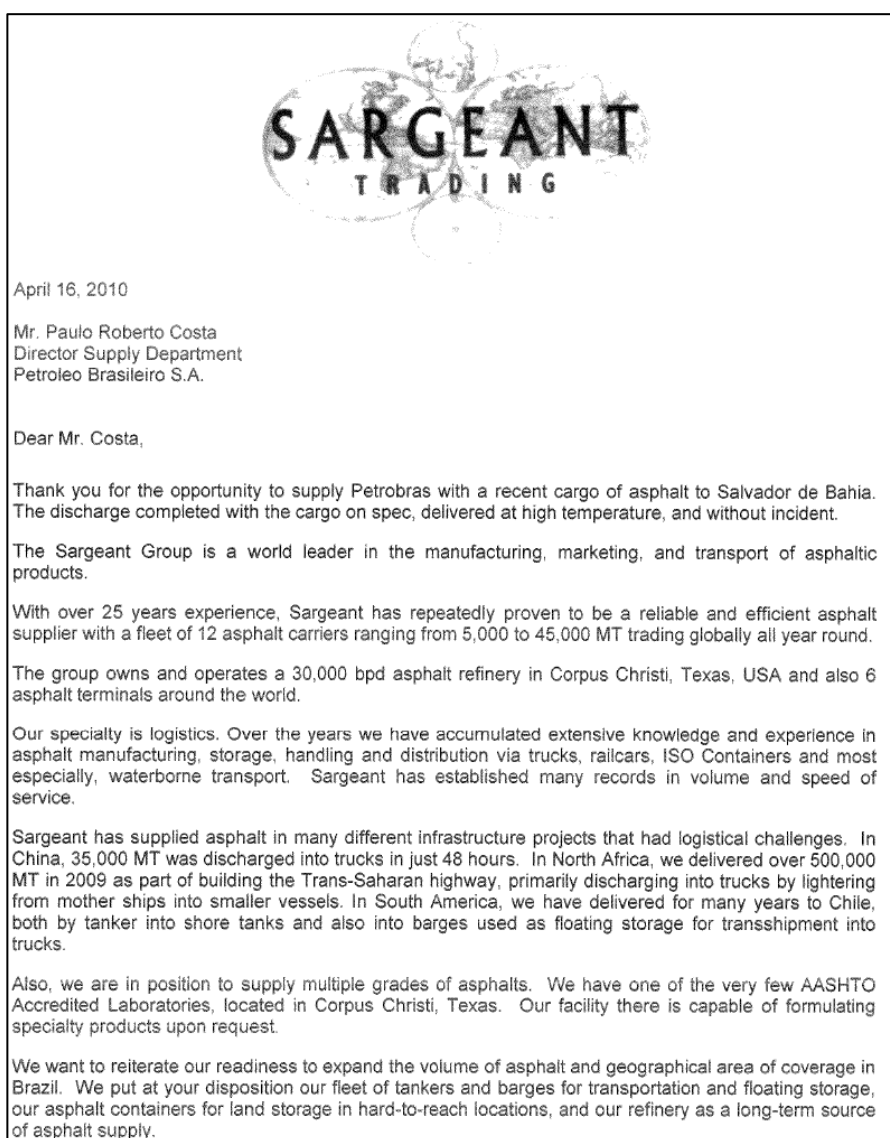 SARGEANT
TRADING
April 16, 2010
Mr. Paulo Roberto Costa
Director Supply Department
Petroleo Brasileiro S.A.
Dear Mr. Costa,
Thank you for the opportunity to supply Petrobras with a recent cargo of asphalt to Salvador de Bahia.
The discharge completed with the cargo on spec, delivered at high temperature, and without incident.
The Sargeant Group is a world leader in the manufacturing, marketing, and transport of asphaltic
products.
With over 25 years experience, Sargeant has repeatedly proven to be a reliable and efficient asphalt
supplier with a fleet of 12 asphalt carriers ranging from 5,000 to 45,000 MT trading globally all year round.
The group owns and operates a 30,000 bpd asphalt refinery in Corpus Christi, Texas, USA and also 6
asphalt terminals around the world.
Our specialty is logistics. Over the years we have accumulated extensive knowledge and experience in
asphalt manufacturing, storage, handling and distribution via trucks, railcars, ISO Containers and most
especially, waterborne transport. Sargeant has established many records in volume and speed of
service.
Sargeant has supplied asphalt in many different infrastructure projects that had logistical challenges. In
China, 35,000 MT was discharged into trucks in just 48 hours. In North Africa, we delivered over 500,000
MT in 2009 as part of building the Trans-Saharan highway, primarily discharging into trucks by lightering
from mother ships into smaller vessels. In South America, we have delivered for many years to Chile,
both by tanker into shore tanks and also into barges used as floating storage for transshipment into
trucks.
Also, we are in position to supply multiple grades of asphalts. We have one of the very few AASHTO
Accredited Laboratories, located in Corpus Christi, Texas. Our facility there is capable of formulating
specialty products upon request.
We want to reiterate our readiness to expand the volume of asphalt and geographical area of coverage in
Brazil. We put at your disposition our fleet of tankers and barges for transportation and floating storage,
our asphalt containers for land storage in hard-to-reach locations, and our refinery as a long-term source
of asphalt supply.